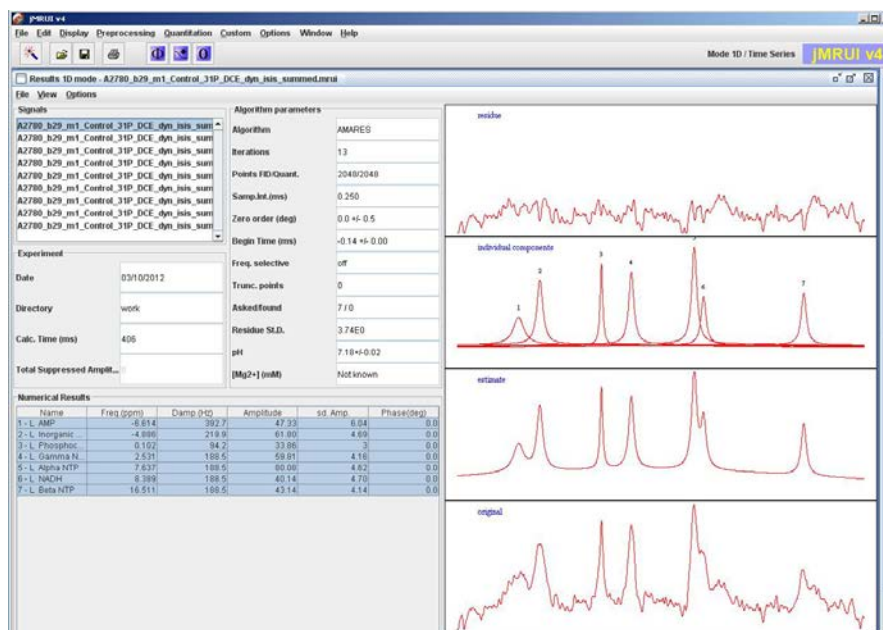 jMRUI v4
File Edit Display Preprocessing Quantitation Custom Options Window Help
Mode 1D / Time Series jMRUI v4
Results 1D mode - A2780_b29_m1_Control_31P_DCE_dyn_isis_summed.mrui
File View Options
Signals
A2780_b29_m1_Control_31P_DCE_dyn_isis_sum
A2780_b29_m1_Control_31P_DCE_dyn_isis_sum
A2780_b29_m1_Control_31P_DCE_dyn_isis_sum
A2780_b29_m1_Control_31P_DCE_dyn_isis_sum
A2780_b29_m1_Control_31P_DCE_dyn_isis_sum
A2780_b29_m1_Control_31P_DCE_dyn_isis_sum
A2780_b29_m1_Control_31P_DCE_dyn_isis_sum
A2780_b29_m1_Control_31P_DCE_dyn_isis_sum
A2780_b29_m1_Control_31P_DCE_dyn_isis_sum
Experiment
Date 03/10/2012
Directory work
Calc. Time (ms) 406
Total Suppressed Amplit...
Algorithm parameters
Algorithm AMARES
Iterations 13
Points FID/Quant. 2048/2048
Samp.Int.(ms) 0.250
Zero order (deg) 0.0 +/- 0.5
Begin Time (ms) -0.14 +/- 0.00
Freq. selective off
Trunc. points 0
Asked/found 7 / 0
Residue St.D. 3.74E0
pH 7.18+/-0.02
[Mg2+] (mM) Not known
Numerical Results
Name Freq (ppm) Damp (Hz) Amplitude sd. Amp. Phase(deg)
1 - L AMP -6.614 392.7 47.33 6.04 0.0
2 - L Inorganic ... -4.886 219.9 61.80 4.69 0.0
3 - L Phosphoc... 0.102 94.2 33.86 3 0.0
4 - L Gamma N... 2.531 188.5 59.81 4.16 0.0
5 - L Alpha NTP 7.637 188.5 80.08 4.82 0.0
6 - L NADH 8.389 188.5 40.14 4.70 0.0
7 - L Beta NTP 16.511 188.5 43.14 4.14 0.0
residue
individual components
1 2 3 4 5 6 7
estimate
original